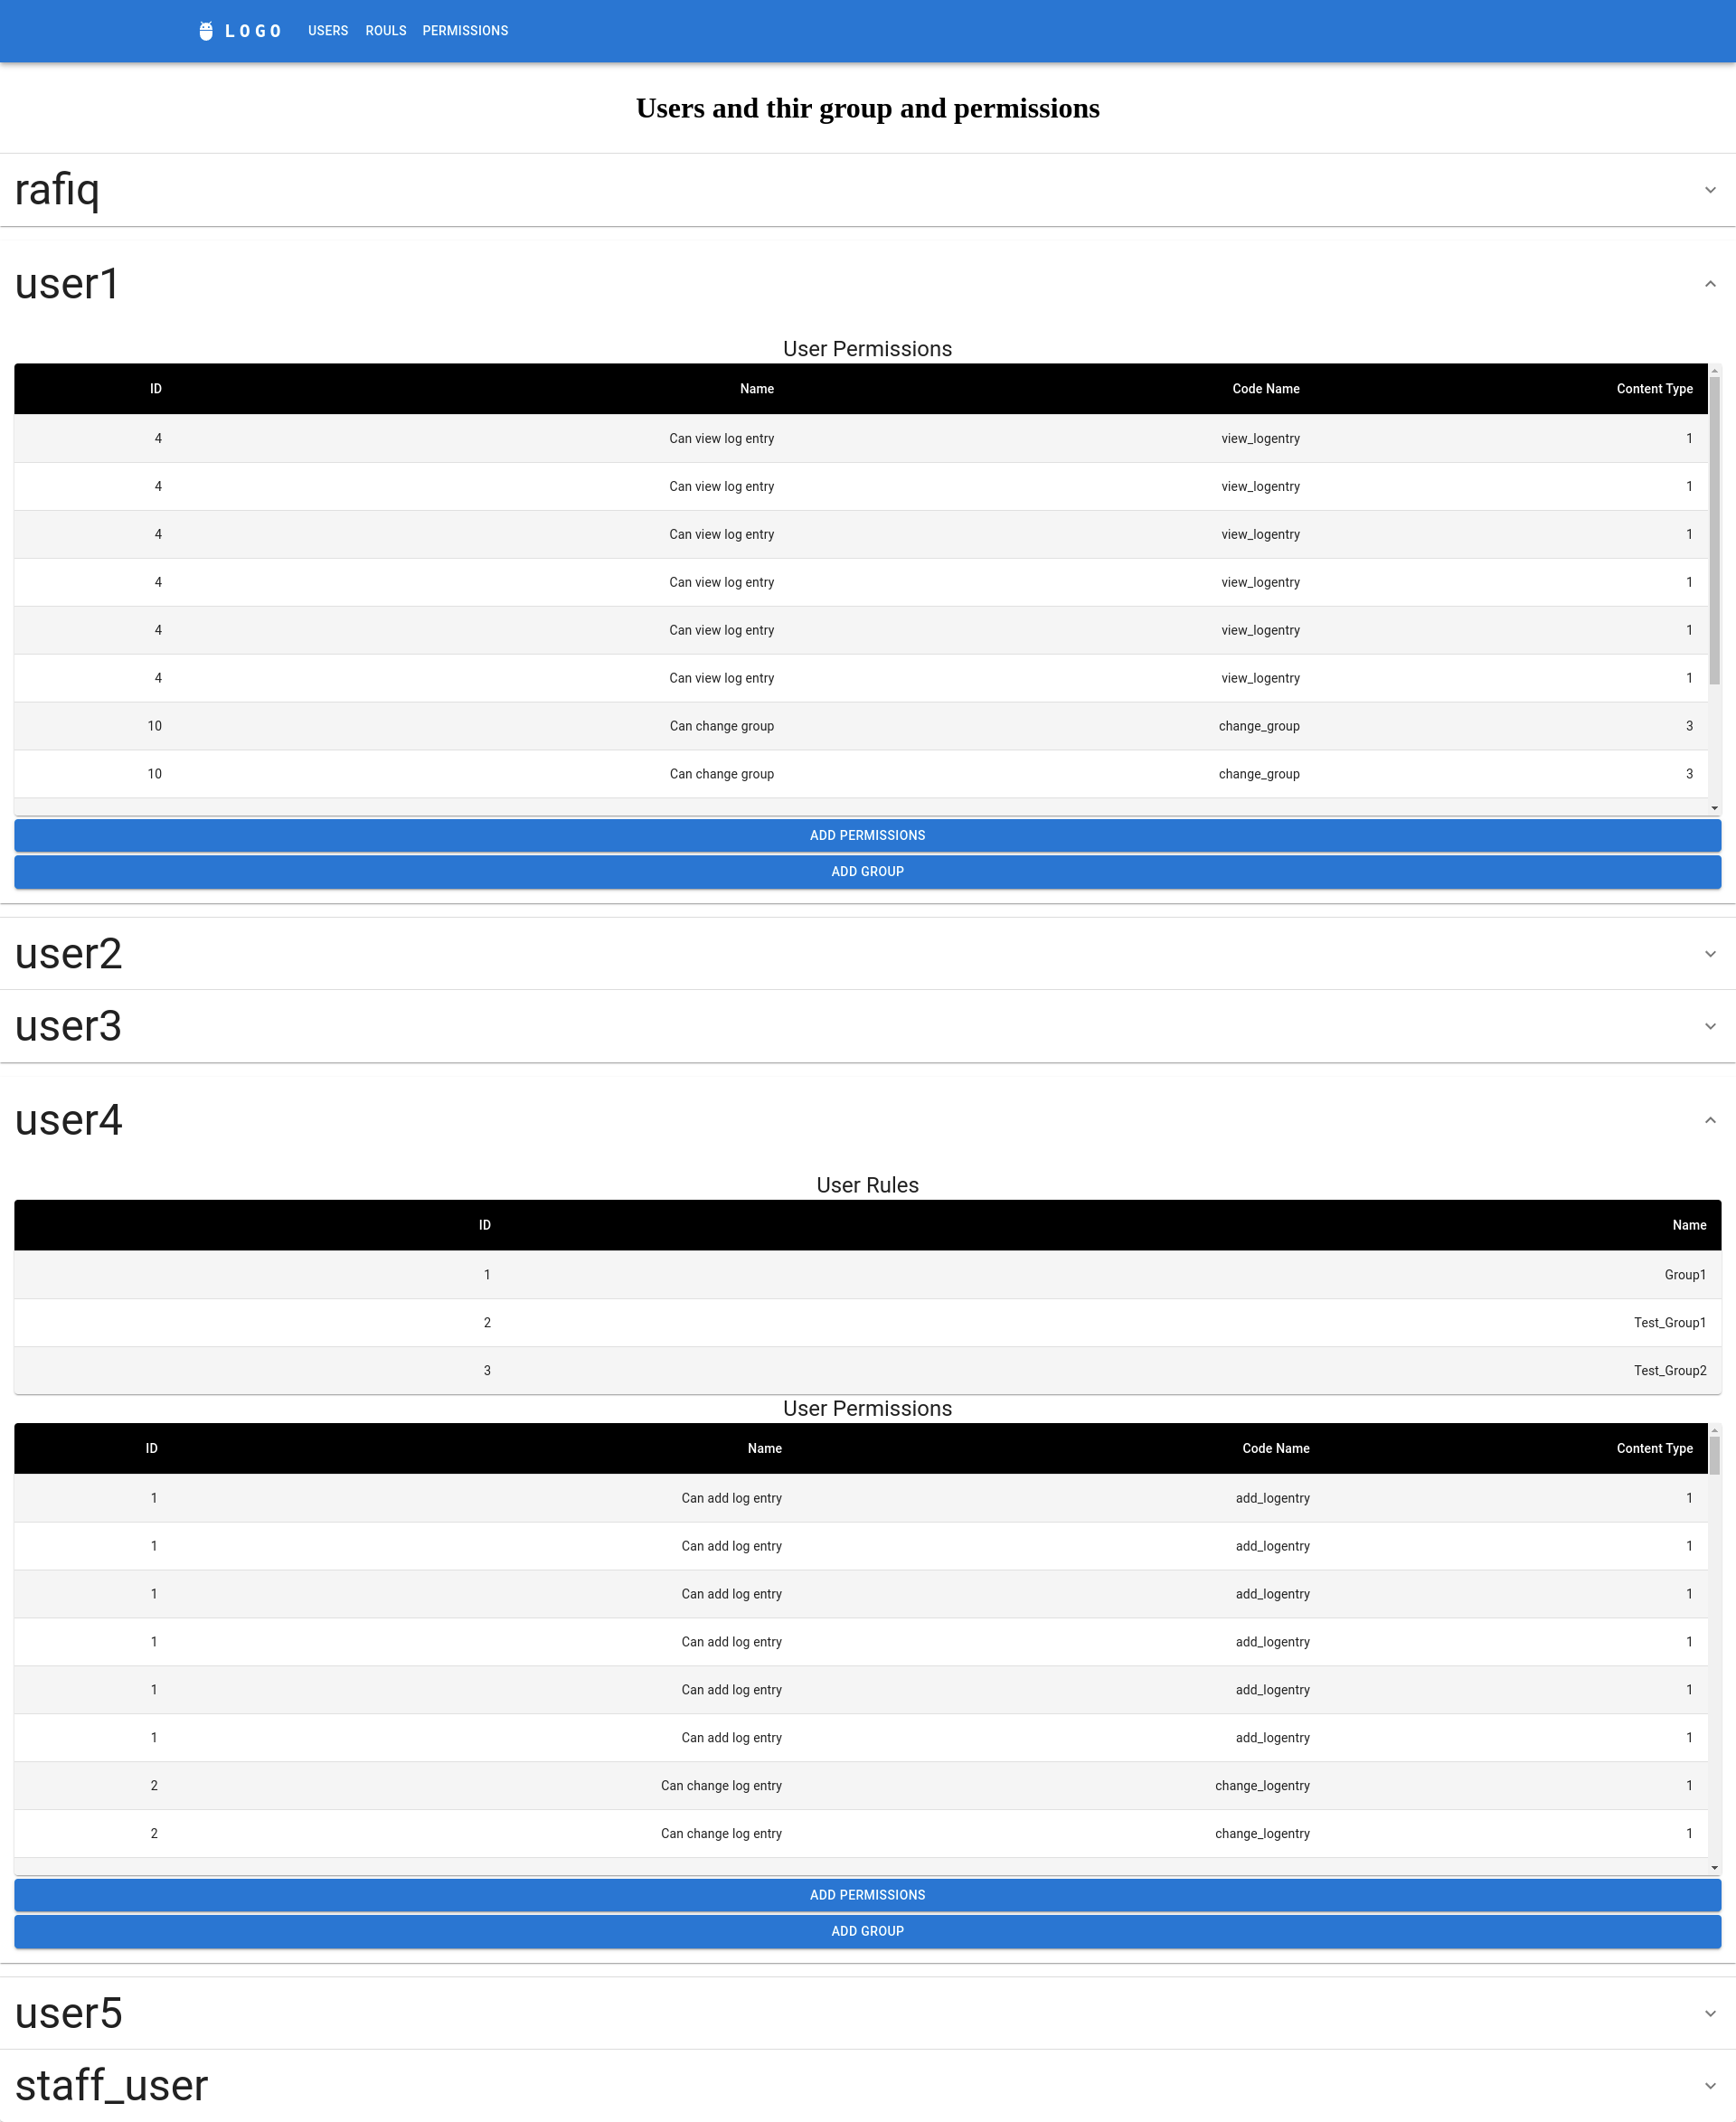 LOGO USERS ROULS PERMISSIONS
Users and thir group and permissions
rafiq
user1
User Permissions
ID Name Code Name Content Type
4 Can view log entry view_logentry 1
4 Can view log entry view_logentry 1
4 Can view log entry view_logentry 1
4 Can view log entry view_logentry 1
4 Can view log entry view_logentry 1
4 Can view log entry view_logentry 1
10 Can change group change_group 3
10 Can change group change_group 3
ADD PERMISSIONS
ADD GROUP
user2
user3
user4
User Rules
ID Name
1 Group1
2 Test_Group1
3 Test_Group2
User Permissions
ID Name Code Name Content Type
1 Can add log entry add_logentry 1
1 Can add log entry add_logentry 1
1 Can add log entry add_logentry 1
1 Can add log entry add_logentry 1
1 Can add log entry add_logentry 1
1 Can add log entry add_logentry 1
2 Can change log entry change_logentry 1
2 Can change log entry change_logentry 1
ADD PERMISSIONS
ADD GROUP
user5
staff_user